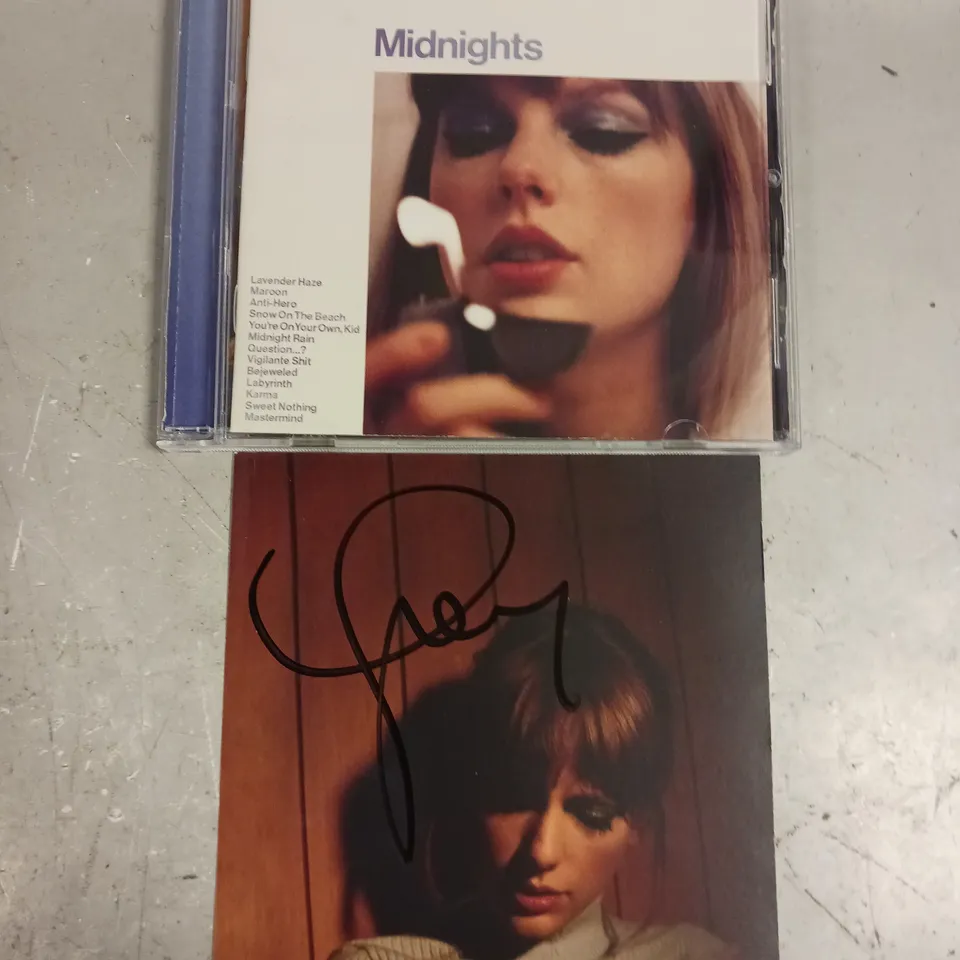 Midnights
Lavender Haze
Maroon
Anti-Hero
Snow On The Beach
You're On Your Own, Kid
Midnight Rain
Question...?
Vigilante Shit
Bejeweled
Labyrinth
Karma
Sweet Nothing
Mastermind